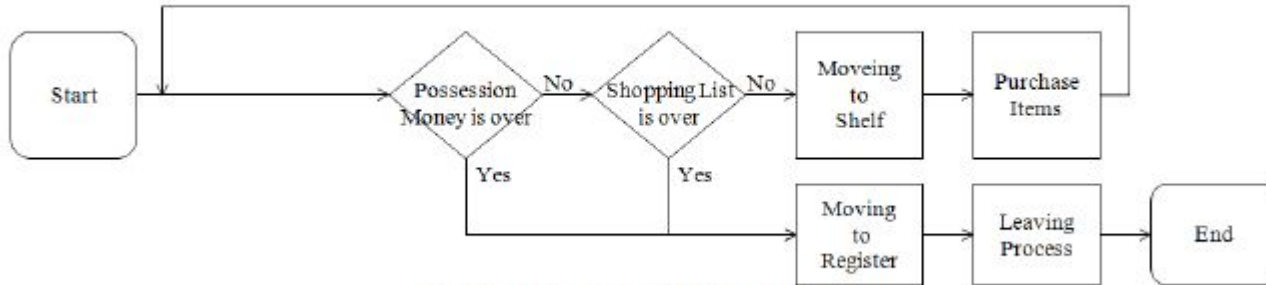 Start
Possession
Money is over
No
Shopping List
is over
No
Moveing
to
Shelf
Purchase
Items
Yes
Yes
Moving
to
Register
Leaving
Process
End